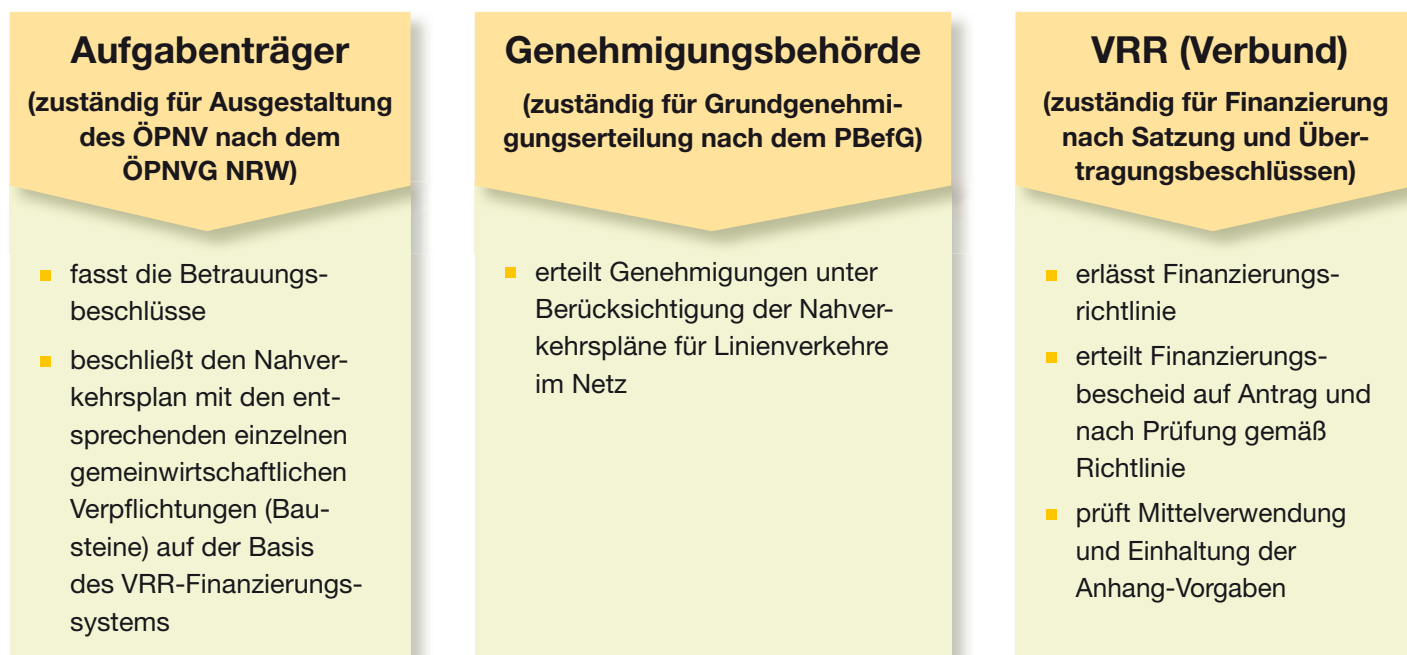 Aufgabenträger
(zuständig für Ausgestaltung
des ÖPNV nach dem
ÖPNVG NRW)
fasst die Betrauungs-
beschlüsse
beschließt den Nahver-
kehrsplan mit den ent-
sprechenden einzelnen
gemeinwirtschaftlichen
Verpflichtungen (Bau-
steine) auf der Basis
des VRR-Finanzierungs-
systems
Genehmigungsbehörde
(zuständig für Grundgenehmi-
gungserteilung nach dem PBefG)
erteilt Genehmigungen unter
Berücksichtigung der Nahver-
kehrspläne für Linienverkehre
im Netz
VRR (Verbund)
(zuständig für Finanzierung
nach Satzung und Über-
tragungsbeschlüssen)
erlässt Finanzierungs-
richtlinie
erteilt Finanzierungs-
bescheid auf Antrag und
nach Prüfung gemäß
Richtlinie
prüft Mittelverwendung
und Einhaltung der
Anhang-Vorgaben